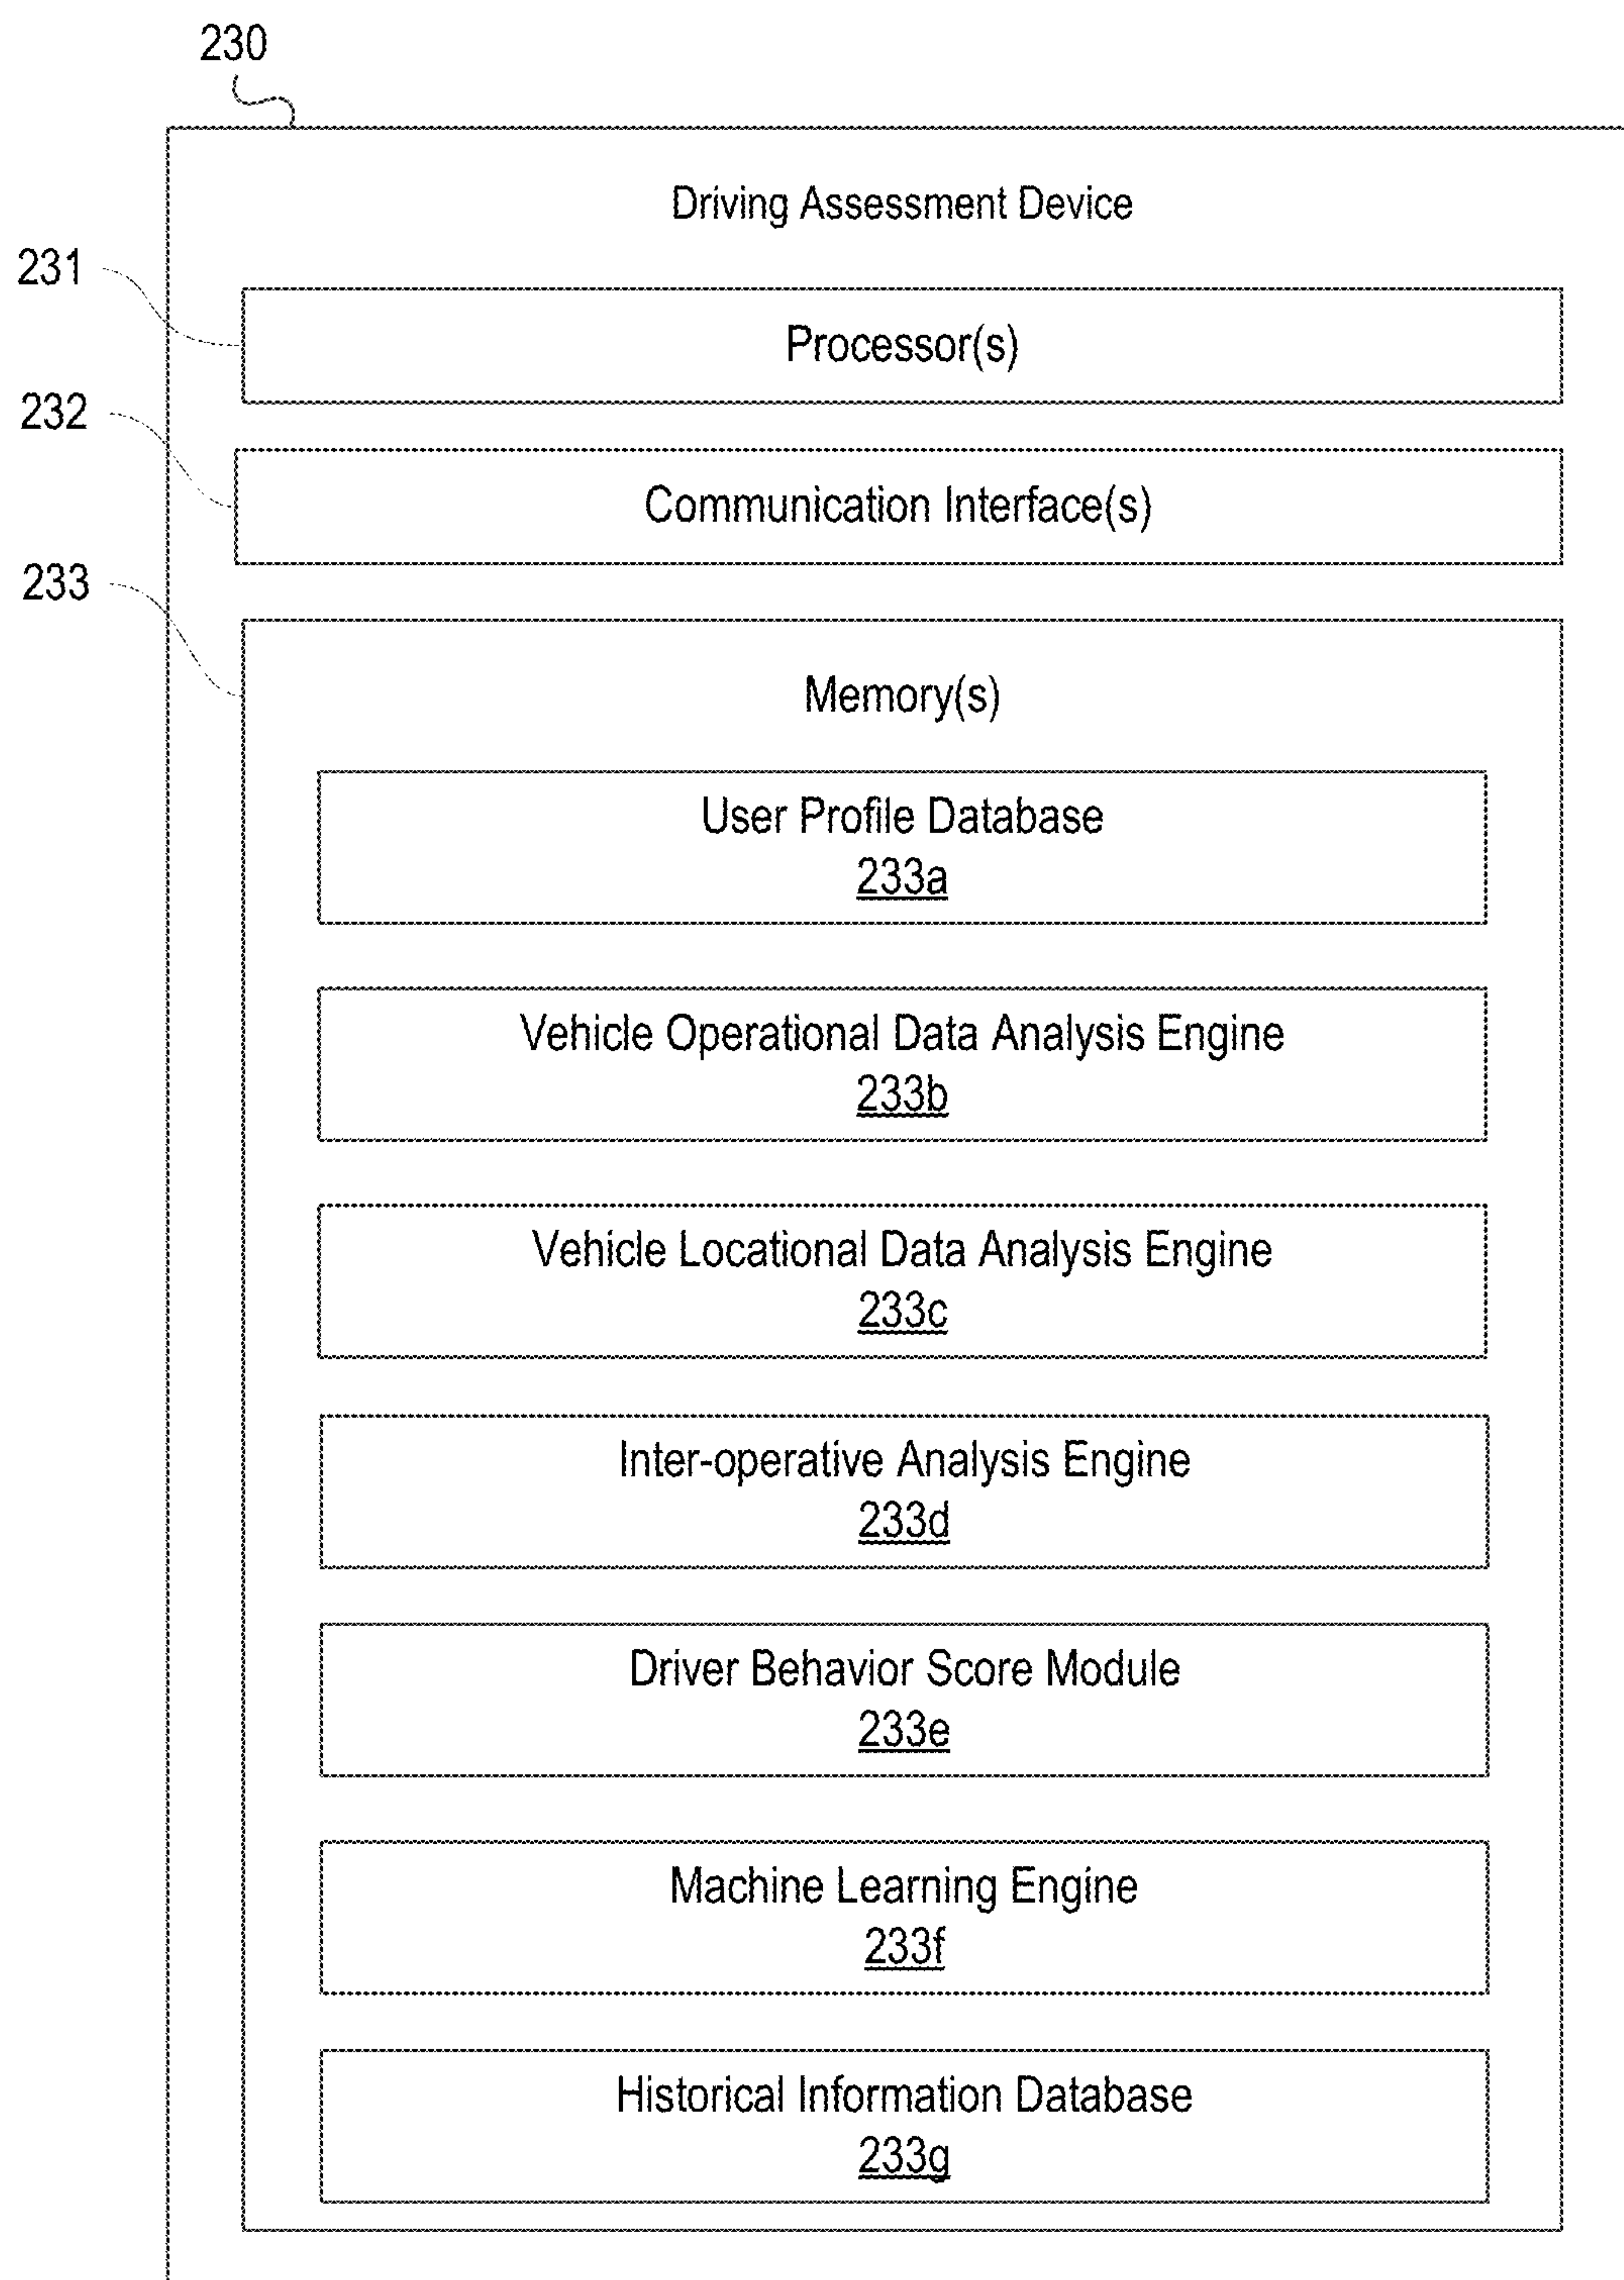 230
Driving Assessment Device
231
Processor(s)
232
Communication Interface(s)
233
Memory(s)
User Profile Database
233a
Vehicle Operational Data Analysis Engine
233b
Vehicle Locational Data Analysis Engine
233c
Inter-operative Analysis Engine
233d
Driver Behavior Score Module
233e
Machine Learning Engine
233f
Historical Information Database
233g